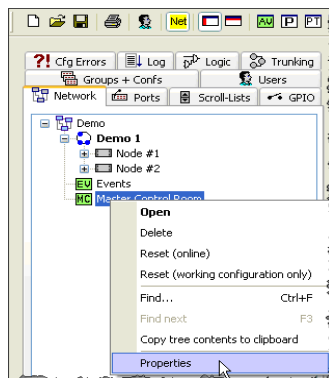 Net AV P PT
?! Cfg Errors Log Logic Trunking
Groups + Confs Users
Network Ports Scroll-Lists GPIO
Demo
Demo 1
Node #1
Node #2
EV Events
MC Master Control Room
Open
Delete
Reset (online)
Reset (working configuration only)
Find... Ctrl+F
Find next F3
Copy tree contents to clipboard
Properties